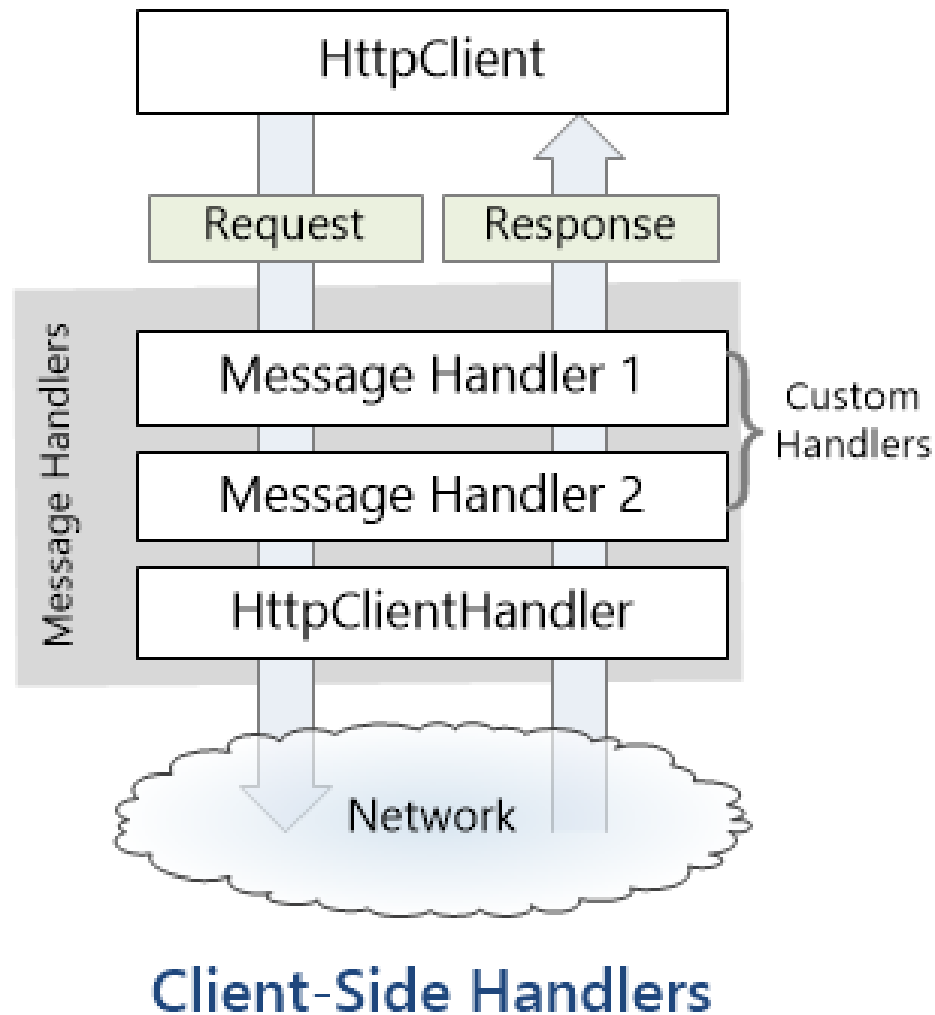 HttpClient
Request
Response
Message Handlers
Message Handler 1
Message Handler 2
HttpClientHandler
Custom
Handlers
Network
Client-Side Handlers